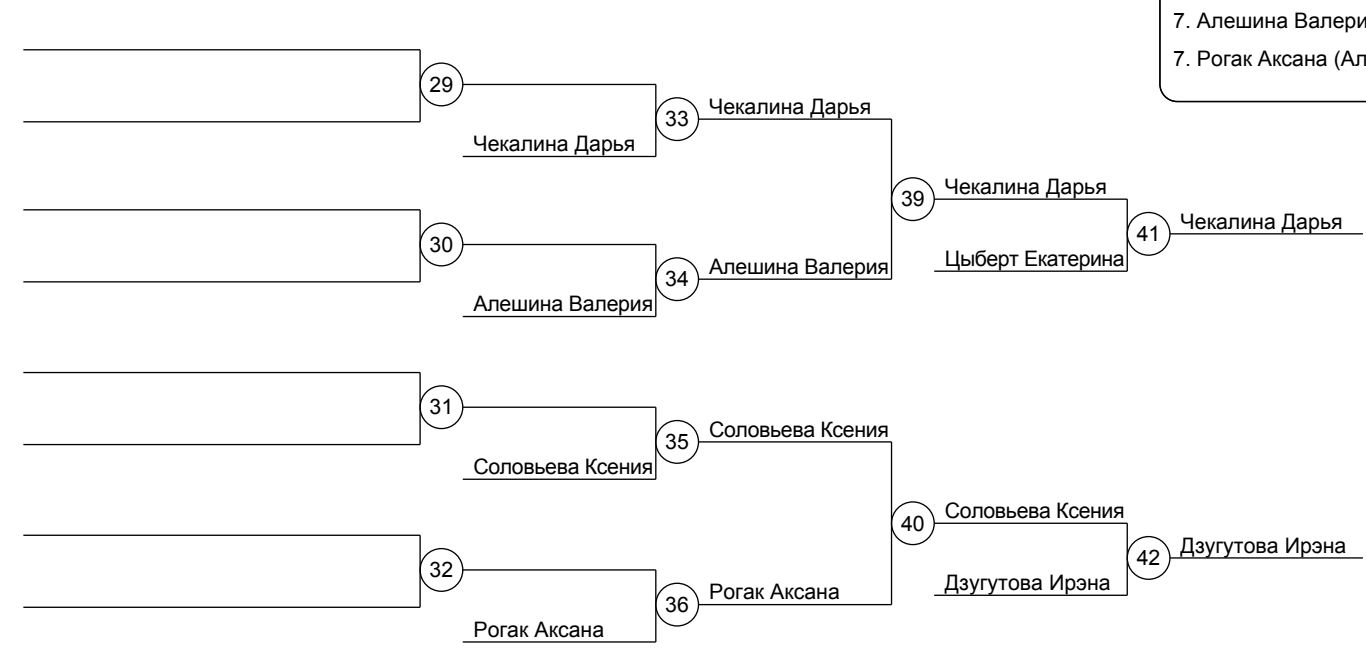 7. Алешина Валери
7. Рогак Аксана (Ал
29
Чекалина Дарья
33
Чекалина Дарья
30
Алешина Валерия
34
Алешина Валерия
39
Чекалина Дарья
Цыберт Екатерина
41
Чекалина Дарья
31
Соловьева Ксения
35
Соловьева Ксения
32
Рогак Аксана
36
Рогак Аксана
40
Соловьева Ксения
Дзугутова Ирэна
42
Дзугутова Ирэна